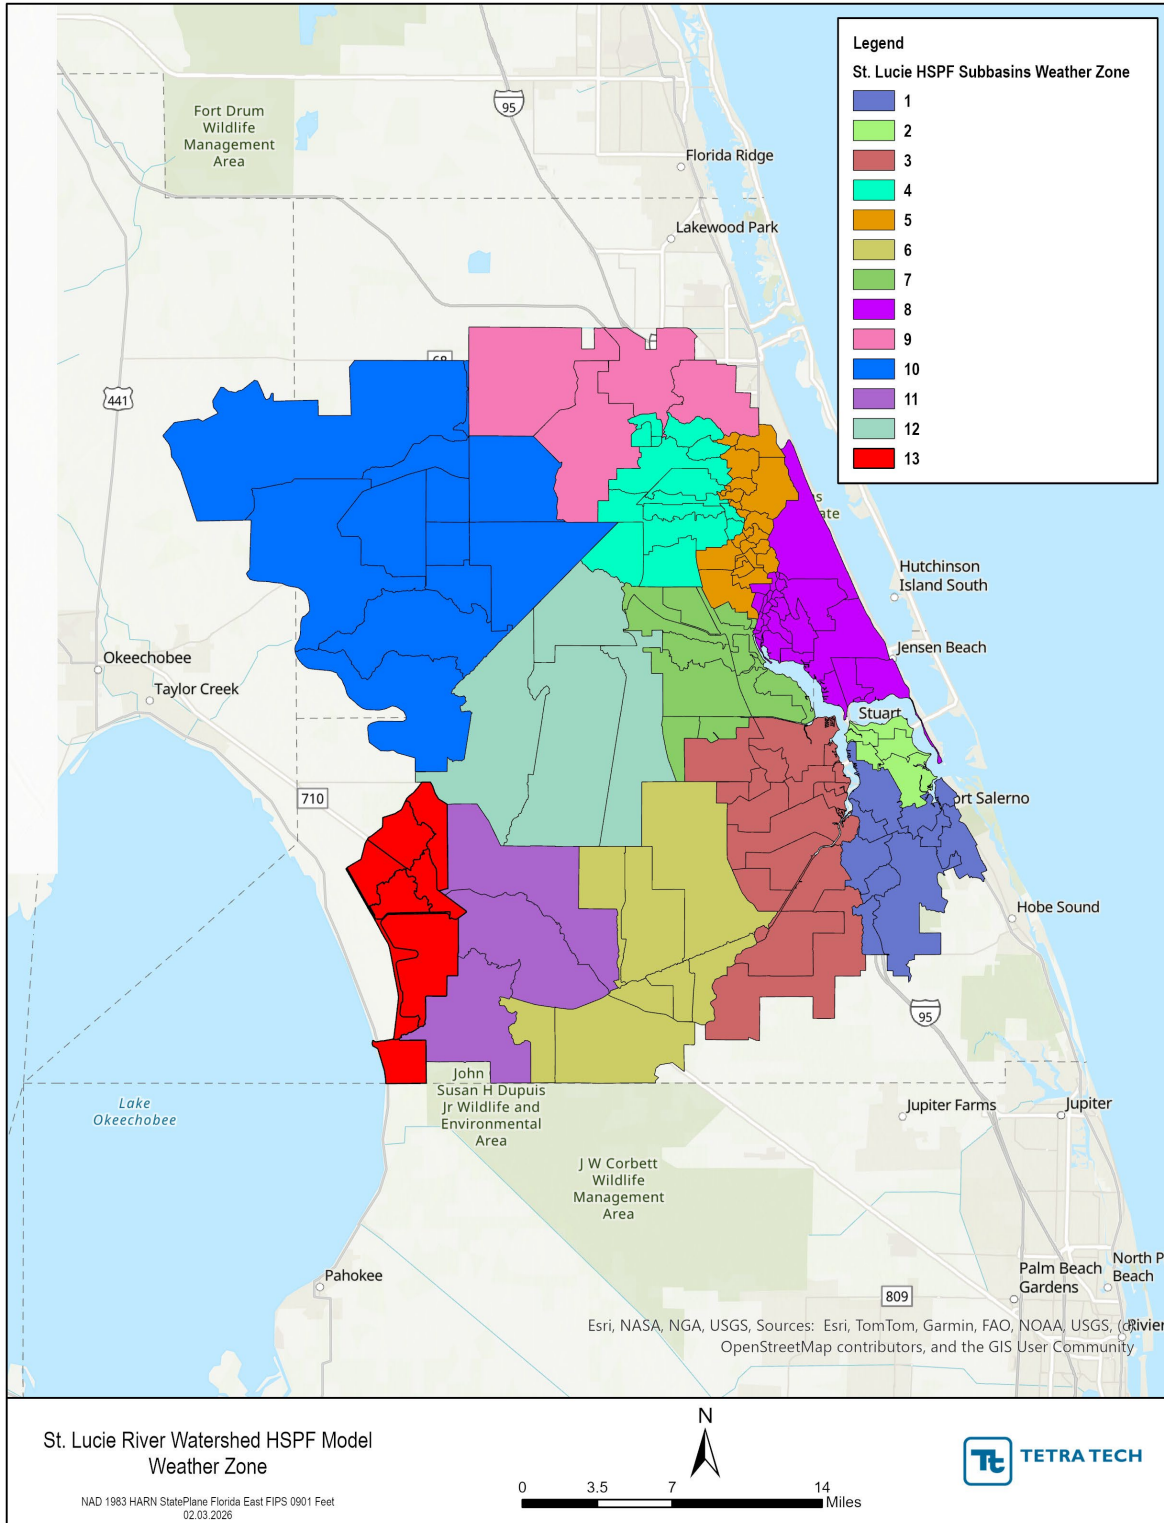 Legend
St. Lucie HSPF Subbasins Weather Zone
1
2
3
4
5
6
7
8
9
10
11
12
13
95
Fort Drum
Wildlife
Management
Area
Florida Ridge
Lakewood Park
68
441
Hutchinson
Island South
Jensen Beach
Okeechobee
Taylor Creek
Stuart
710
ort Salerno
Hobe Sound
95
John
Susan H Dupuis
Jr Wildlife and
Environmental
Area
Lake
Okeechobee
Jupiter Farms
Jupiter
J W Corbett
Wildlife
Management
Area
Pahokee
809
Palm Beach
Gardens
North P
Beach
Rivier
Esri, NASA, NGA, USGS, Sources: Esri, TomTom, Garmin, FAO, NOAA, USGS, (c)
OpenStreetMap contributors, and the GIS User Community
St. Lucie River Watershed HSPF Model
Weather Zone
NAD 1983 HARN StatePlane Florida East FIPS 0901 Feet
02.03.2026
N
0 3.5 7 14
Miles
Tt TETRA TECH